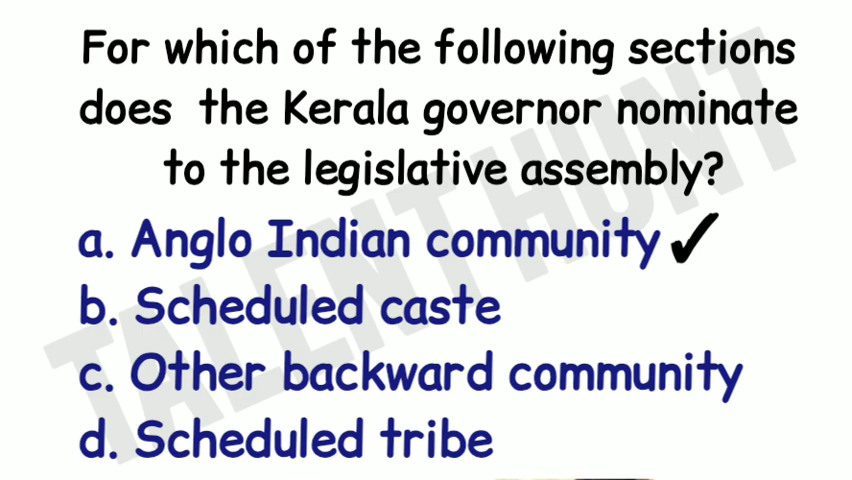 For which of the following sections
does the Kerala governor nominate
to the legislative assembly?
a. Anglo Indian community ✓
b. Scheduled caste
c. Other backward community
d. Scheduled tribe
TALENT HUNT